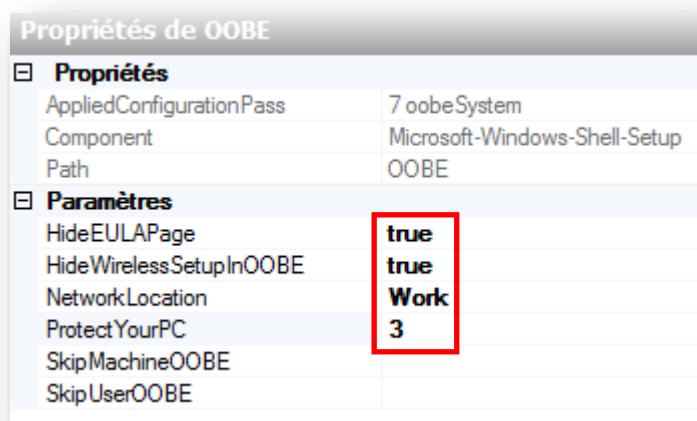 Propriétés de OOBE
Propriétés
AppliedConfigurationPass 7 oobeSystem
Component Microsoft-Windows-Shell-Setup
Path OOBE
Paramètres
HideEULAPage true
HideWirelessSetupInOOBE true
NetworkLocation Work
ProtectYourPC 3
SkipMachineOOBE
SkipUserOOBE